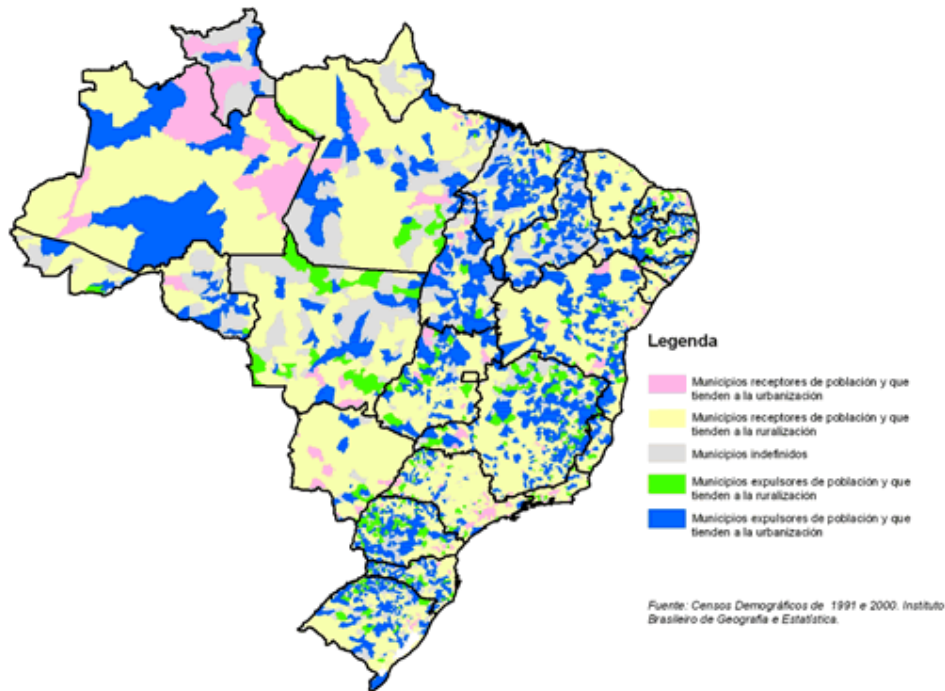 Legenda
Municipios receptores de población y que
tienden a la urbanización
Municipios receptores de población y que
tienden a la ruralización
Municipios indefinidos
Municipios expulsores de población y que
tienden a la ruralización
Municipios expulsores de población y que
tienden a la urbanización
Fuente: Censos Demográficos de 1991 e 2000. Instituto
Brasileiro de Geografia e Estatística.